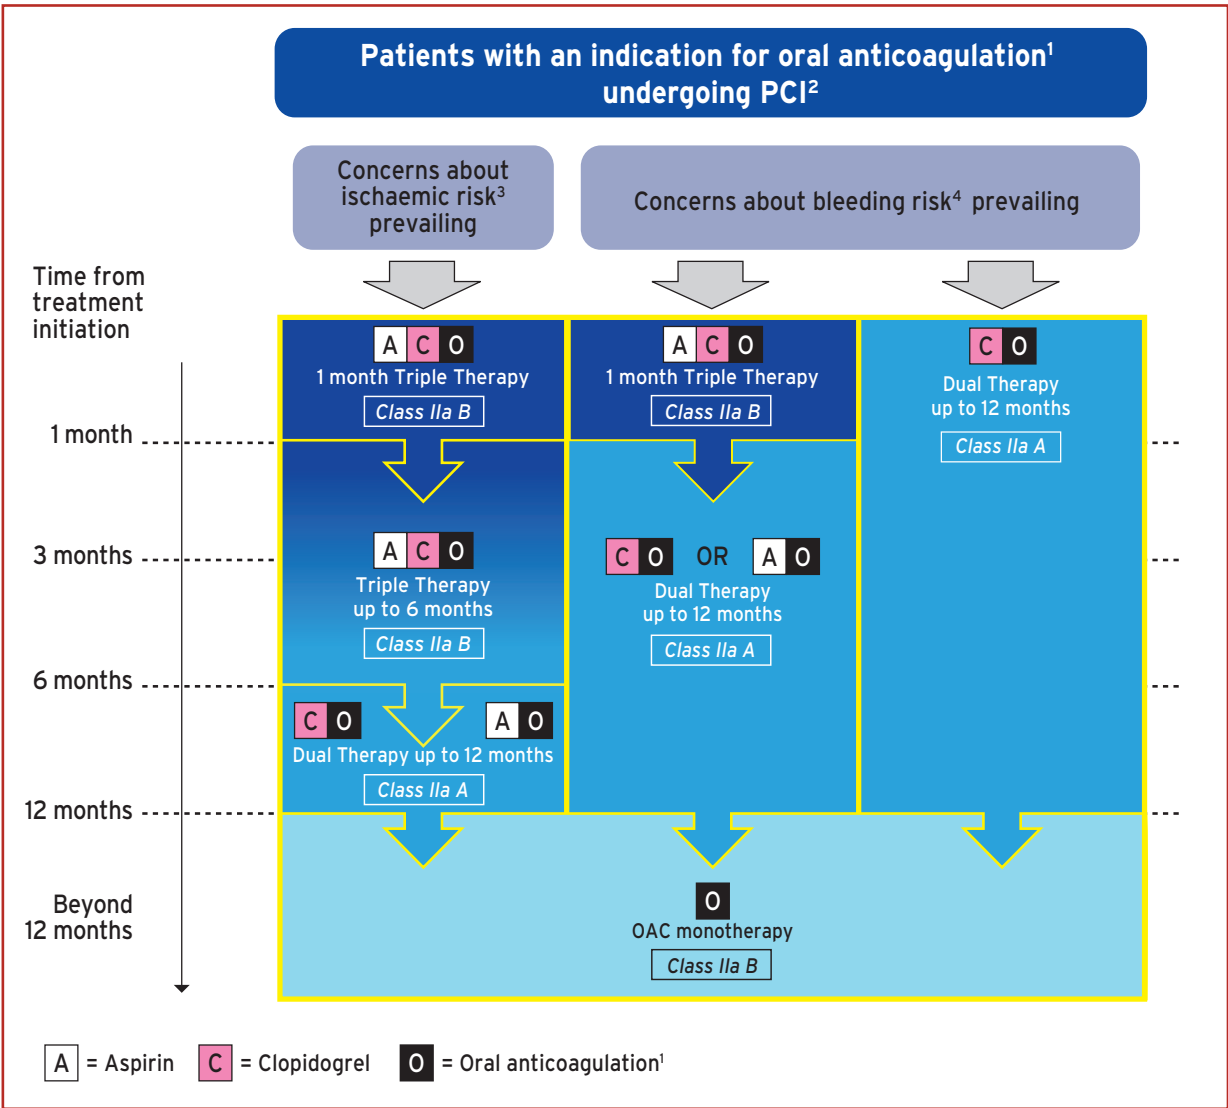 Patients with an indication for oral anticoagulation¹
undergoing PCI²
Concerns about
ischaemic risk³
prevailing
Concerns about bleeding risk⁴ prevailing
Time from
treatment
initiation
A C O
1 month Triple Therapy
Class IIa B
A C O
1 month Triple Therapy
Class IIa B
C O
Dual Therapy
up to 12 months
Class IIa A
1 month
3 months
A C O
Triple Therapy
up to 6 months
Class IIa B
C O OR A O
Dual Therapy
up to 12 months
Class IIa A
6 months
C O A O
Dual Therapy up to 12 months
Class IIa A
12 months
Beyond
12 months
O
OAC monotherapy
Class IIa B
A = Aspirin C = Clopidogrel O = Oral anticoagulation¹